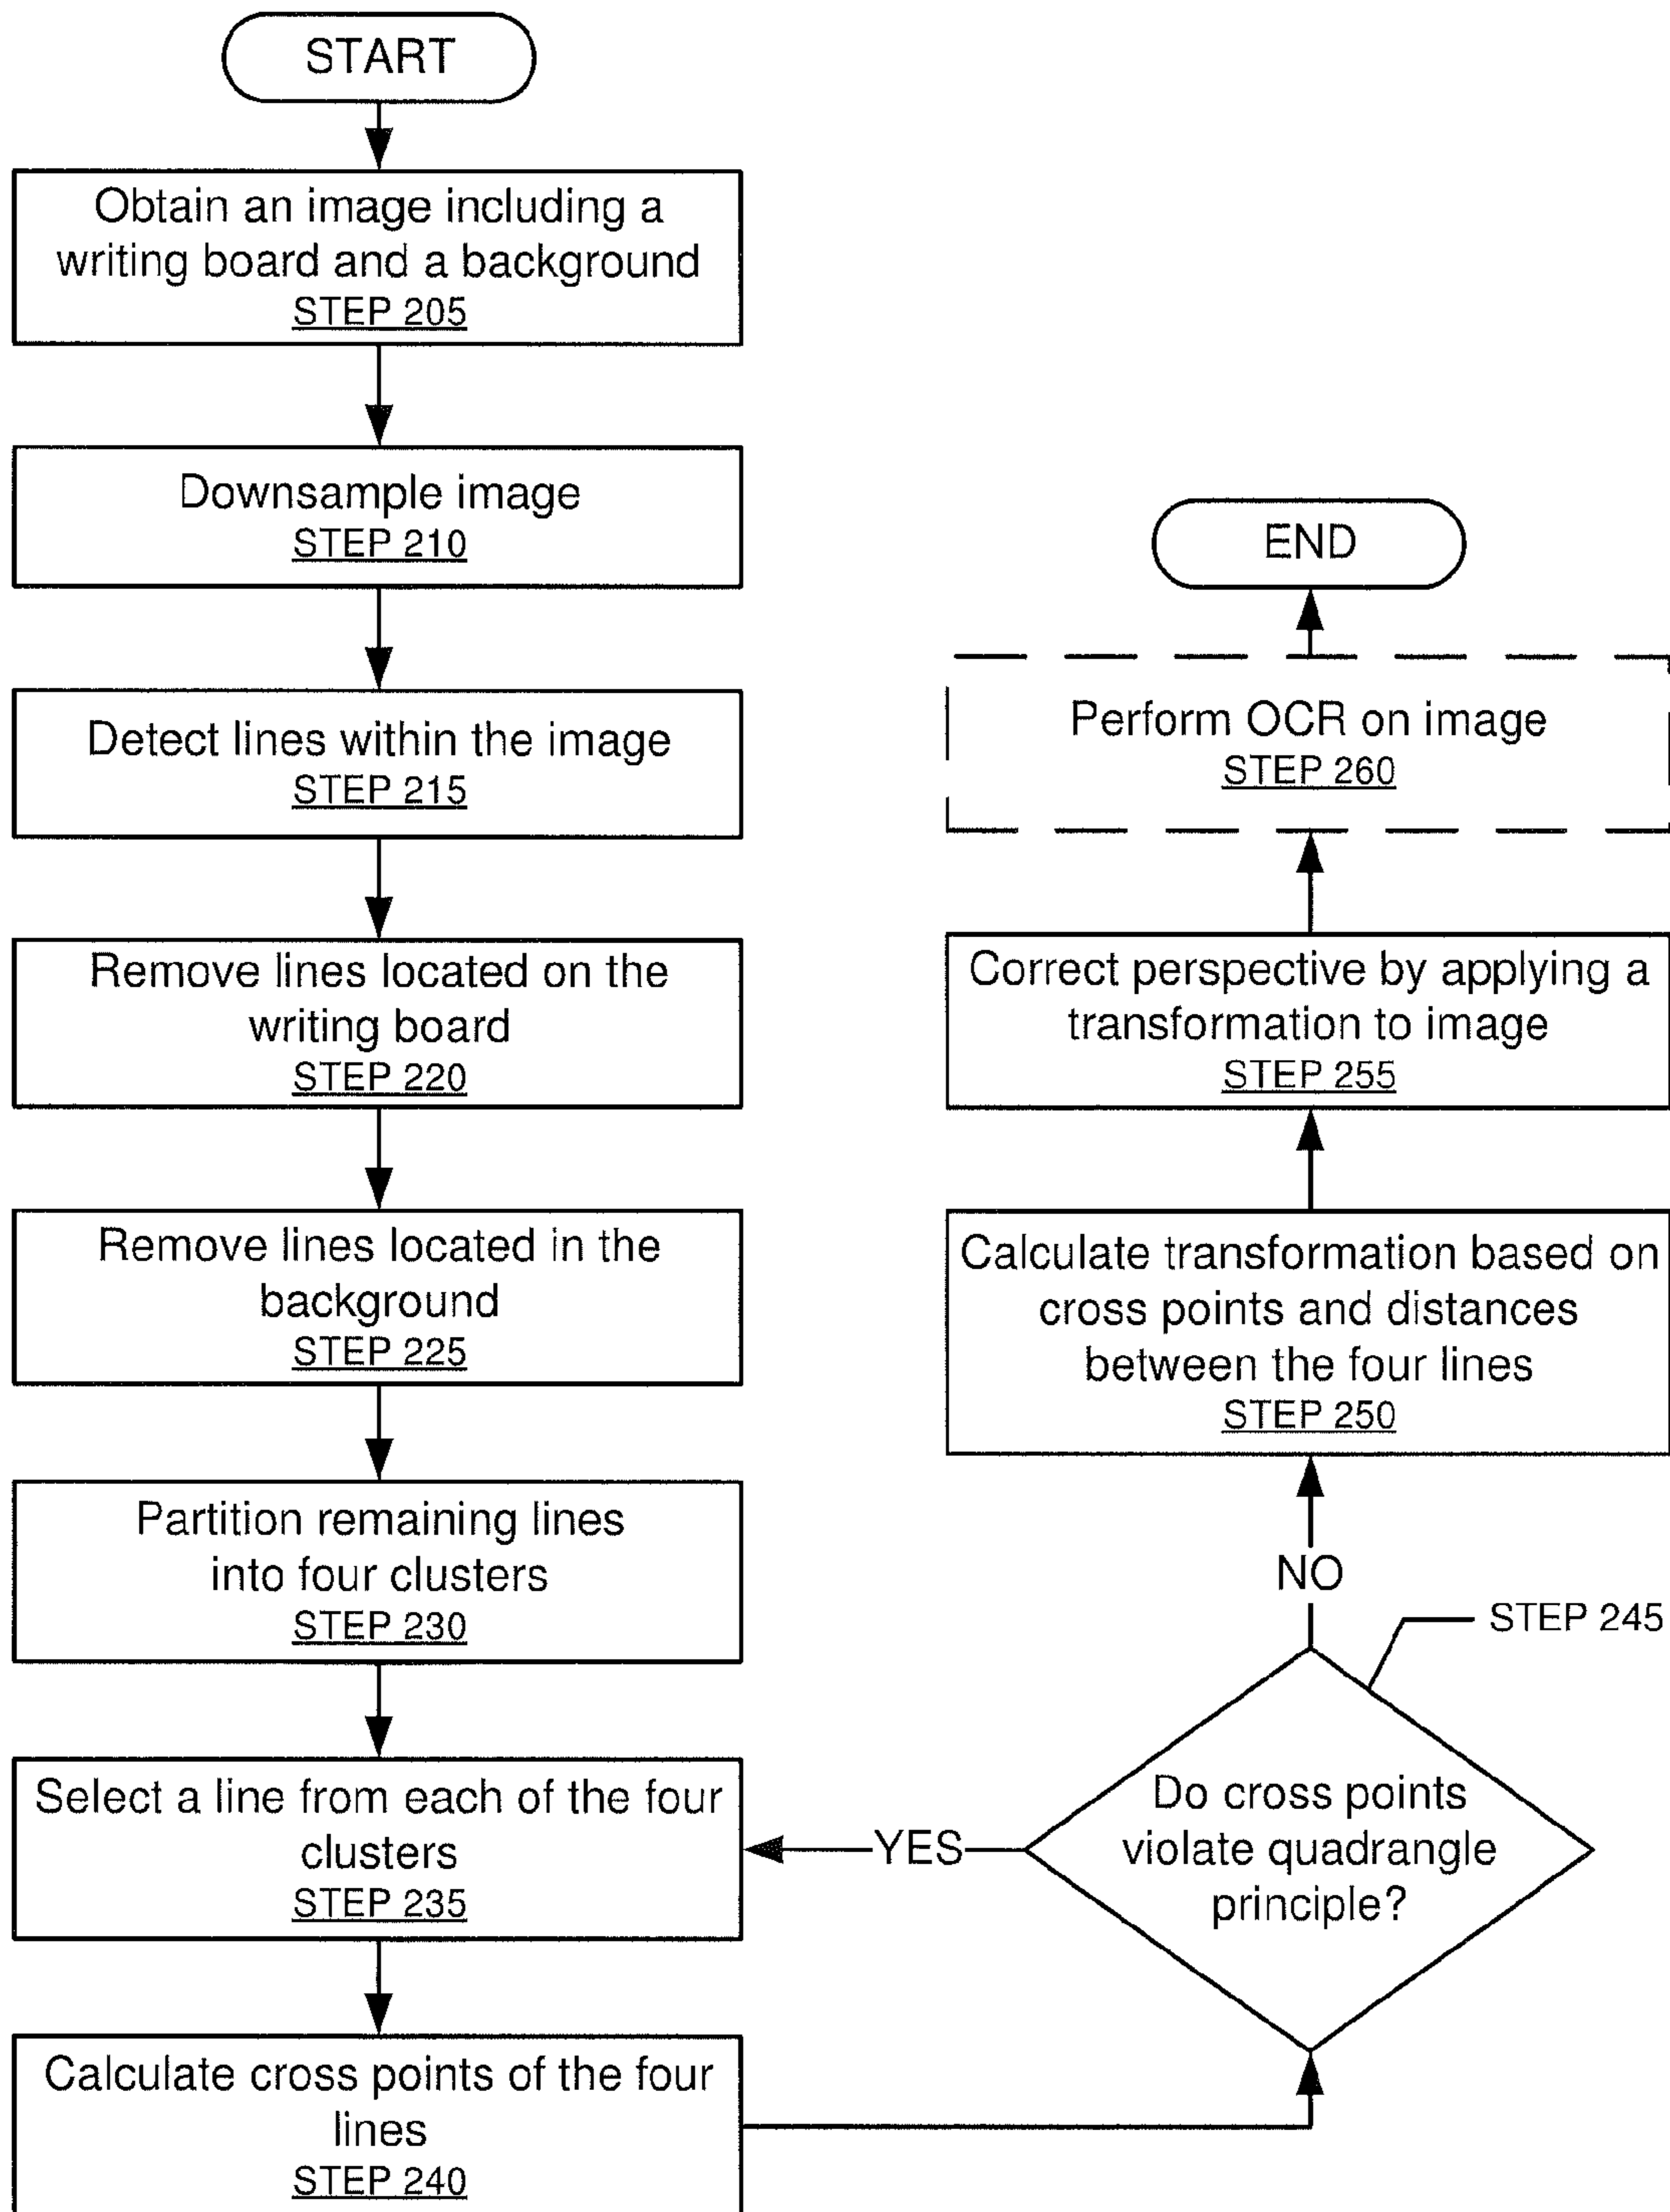 START
Obtain an image including a
writing board and a background
STEP 205
Downsample image
STEP 210
Detect lines within the image
STEP 215
Remove lines located on the
writing board
STEP 220
Remove lines located in the
background
STEP 225
Partition remaining lines
into four clusters
STEP 230
Select a line from each of the four
clusters
STEP 235
Calculate cross points of the four
lines
STEP 240
STEP 245
Do cross points
violate quadrangle
principle?
YES
NO
Calculate transformation based on
cross points and distances
between the four lines
STEP 250
Correct perspective by applying a
transformation to image
STEP 255
Perform OCR on image
STEP 260
END